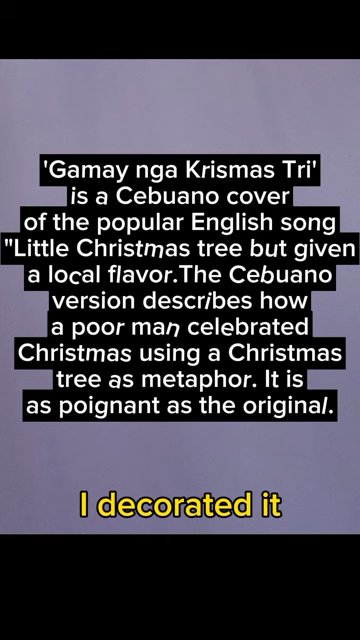 'Gamay nga Krismas Tri'
is a Cebuano cover
of the popular English song
"Little Christmas tree but given
a local flavor.The Cebuano
version describes how
a poor man celebrated
Christmas using a Christmas
tree as metaphor. It is
as poignant as the original.
I decorated it